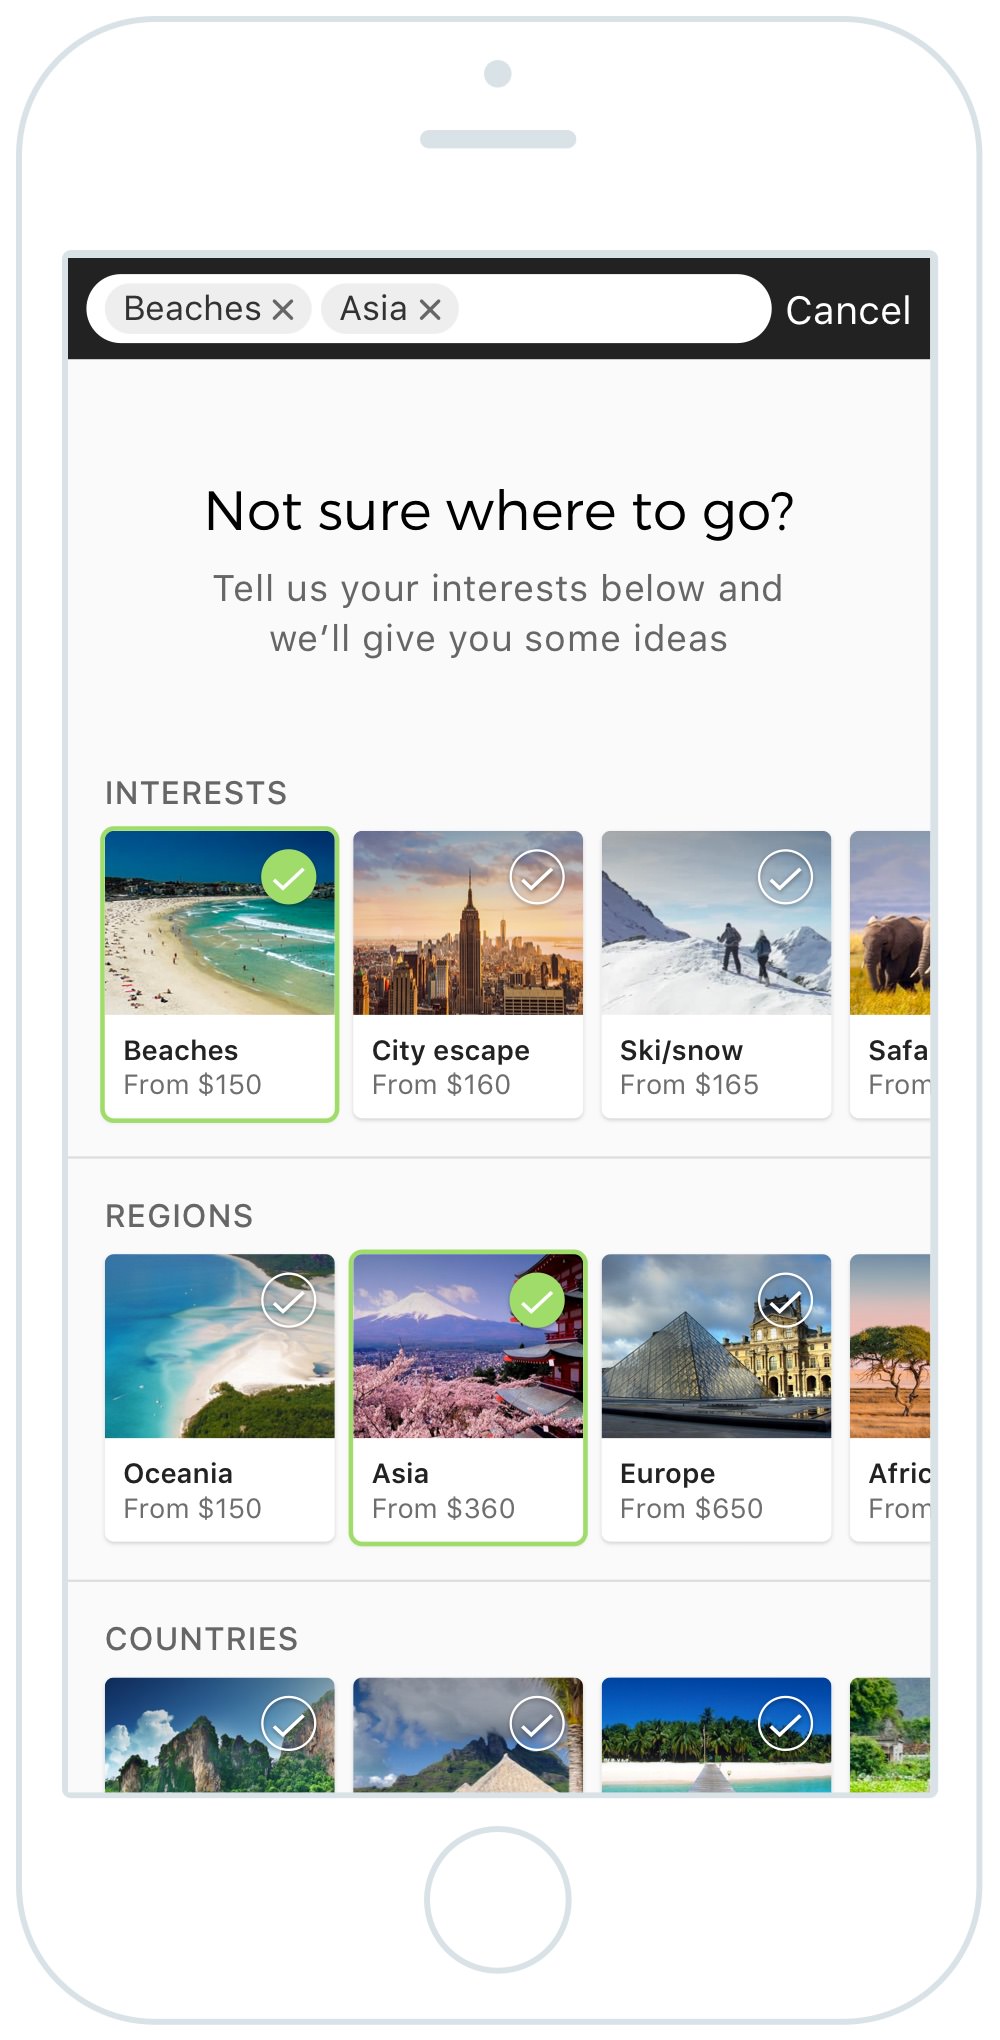 Beaches Asia Cancel
Not sure where to go?
Tell us your interests below and
we’ll give you some ideas
INTERESTS
Beaches
From $150
City escape
From $160
Ski/snow
From $165
Safa
From
REGIONS
Oceania
From $150
Asia
From $360
Europe
From $650
Afric
From
COUNTRIES